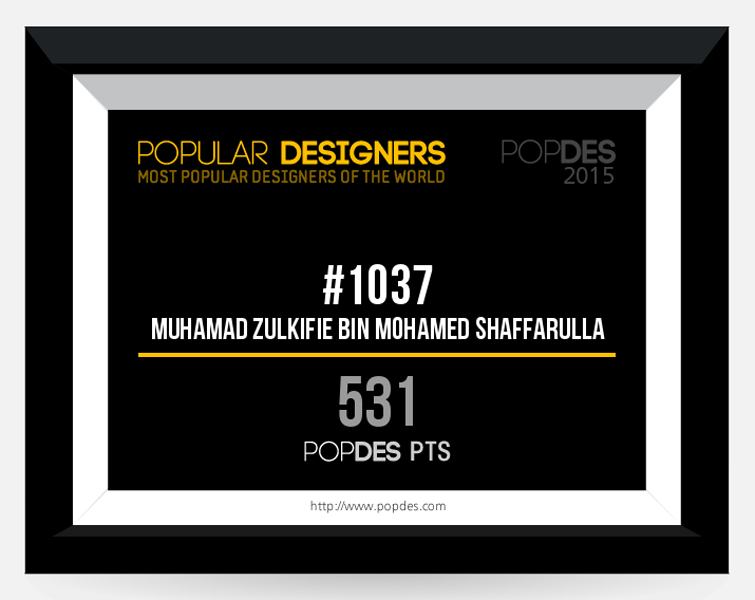 POPULAR DESIGNERS
MOST POPULAR DESIGNERS OF THE WORLD
POPDES
2015
#1037
MUHAMAD ZULKIFIE BIN MOHAMED SHAFFARULLA
531
POPDES PTS
http://www.popdes.com